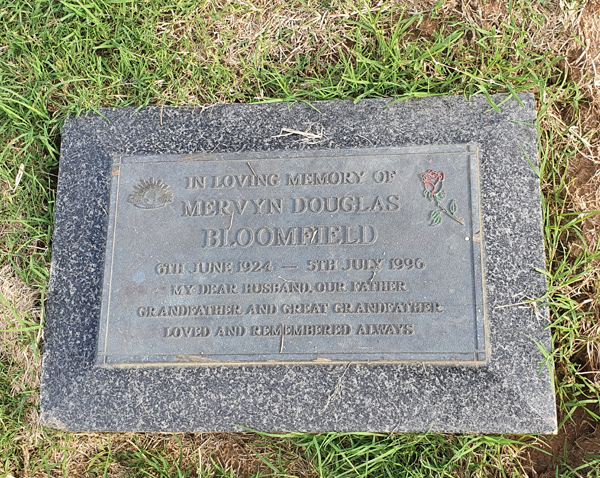 IN LOVING MEMORY OF
MERVYN DOUGLAS
BLOOMFIELD
6TH JUNE 1924 — 5TH JULY 1996
MY DEAR HUSBAND, OUR FATHER
GRANDFATHER AND GREAT GRANDFATHER
LOVED AND REMEMBERED ALWAYS